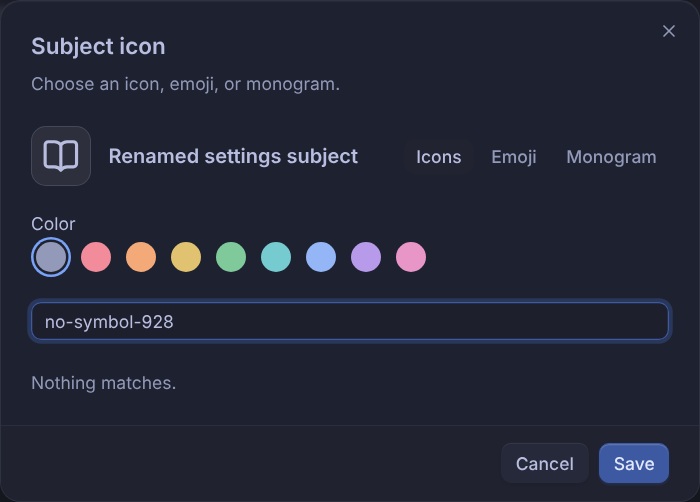 Subject icon
Choose an icon, emoji, or monogram.
Renamed settings subject
Icons Emoji Monogram
Color
no-symbol-928
Nothing matches.
Cancel Save